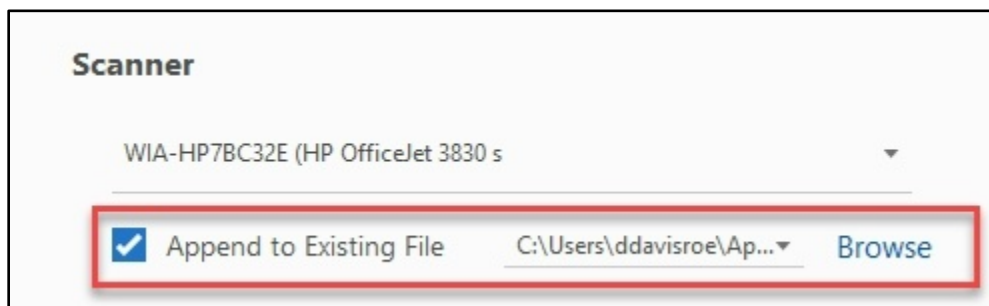 Scanner
WIA-HP7BC32E (HP OfficeJet 3830 s
Append to Existing File C:\Users\ddavisroe\Ap... Browse